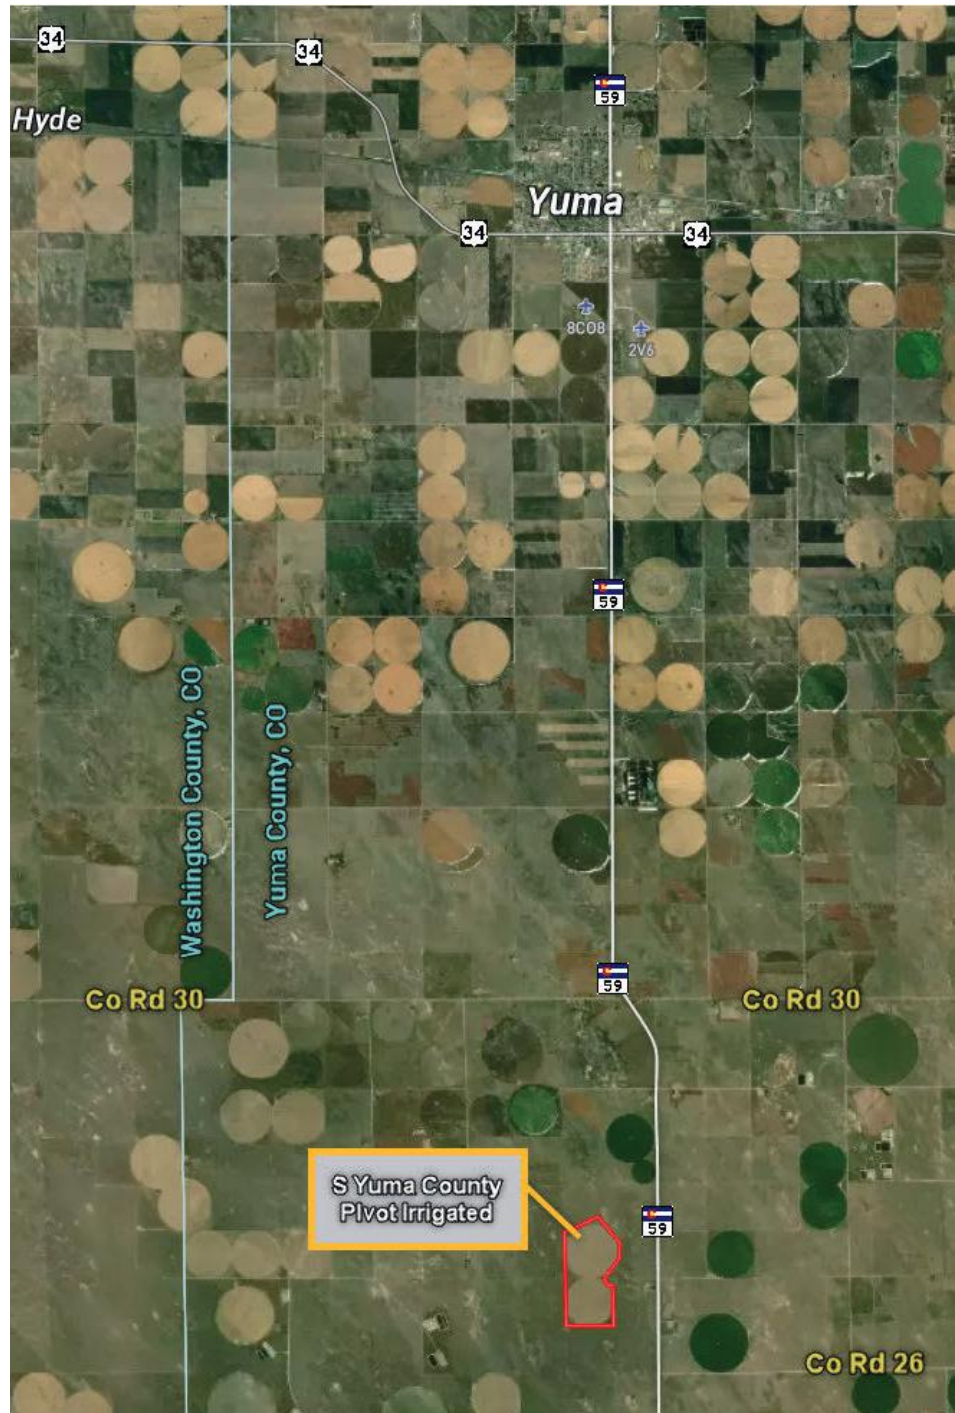 34
34
59
Hyde
Yuma
34
34
8CO8
2V6
59
Washington County, CO
Yuma County, CO
59
Co Rd 30
Co Rd 30
S Yuma County
Pivot Irrigated
59
Co Rd 26